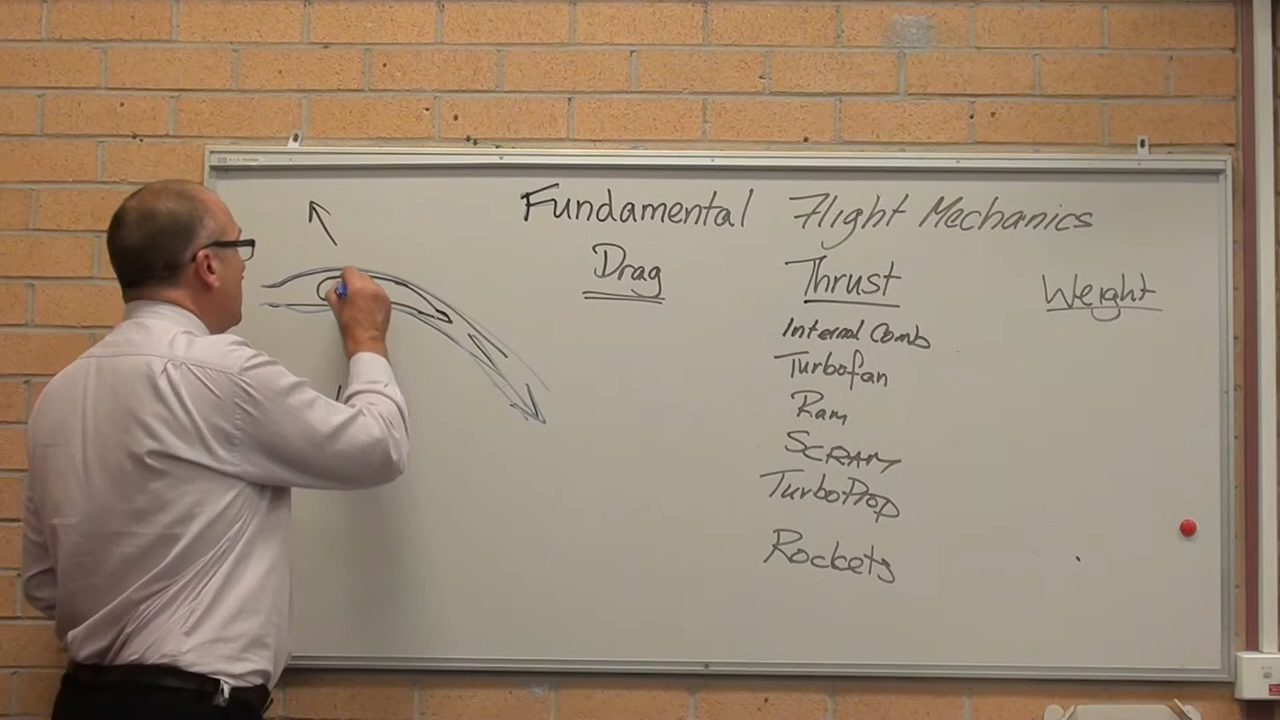 Fundamental Flight Mechanics
Drag
Thrust
Weight
Internal Comb
Turbofan
Ram
SCRAM
TurboProp
Rockets